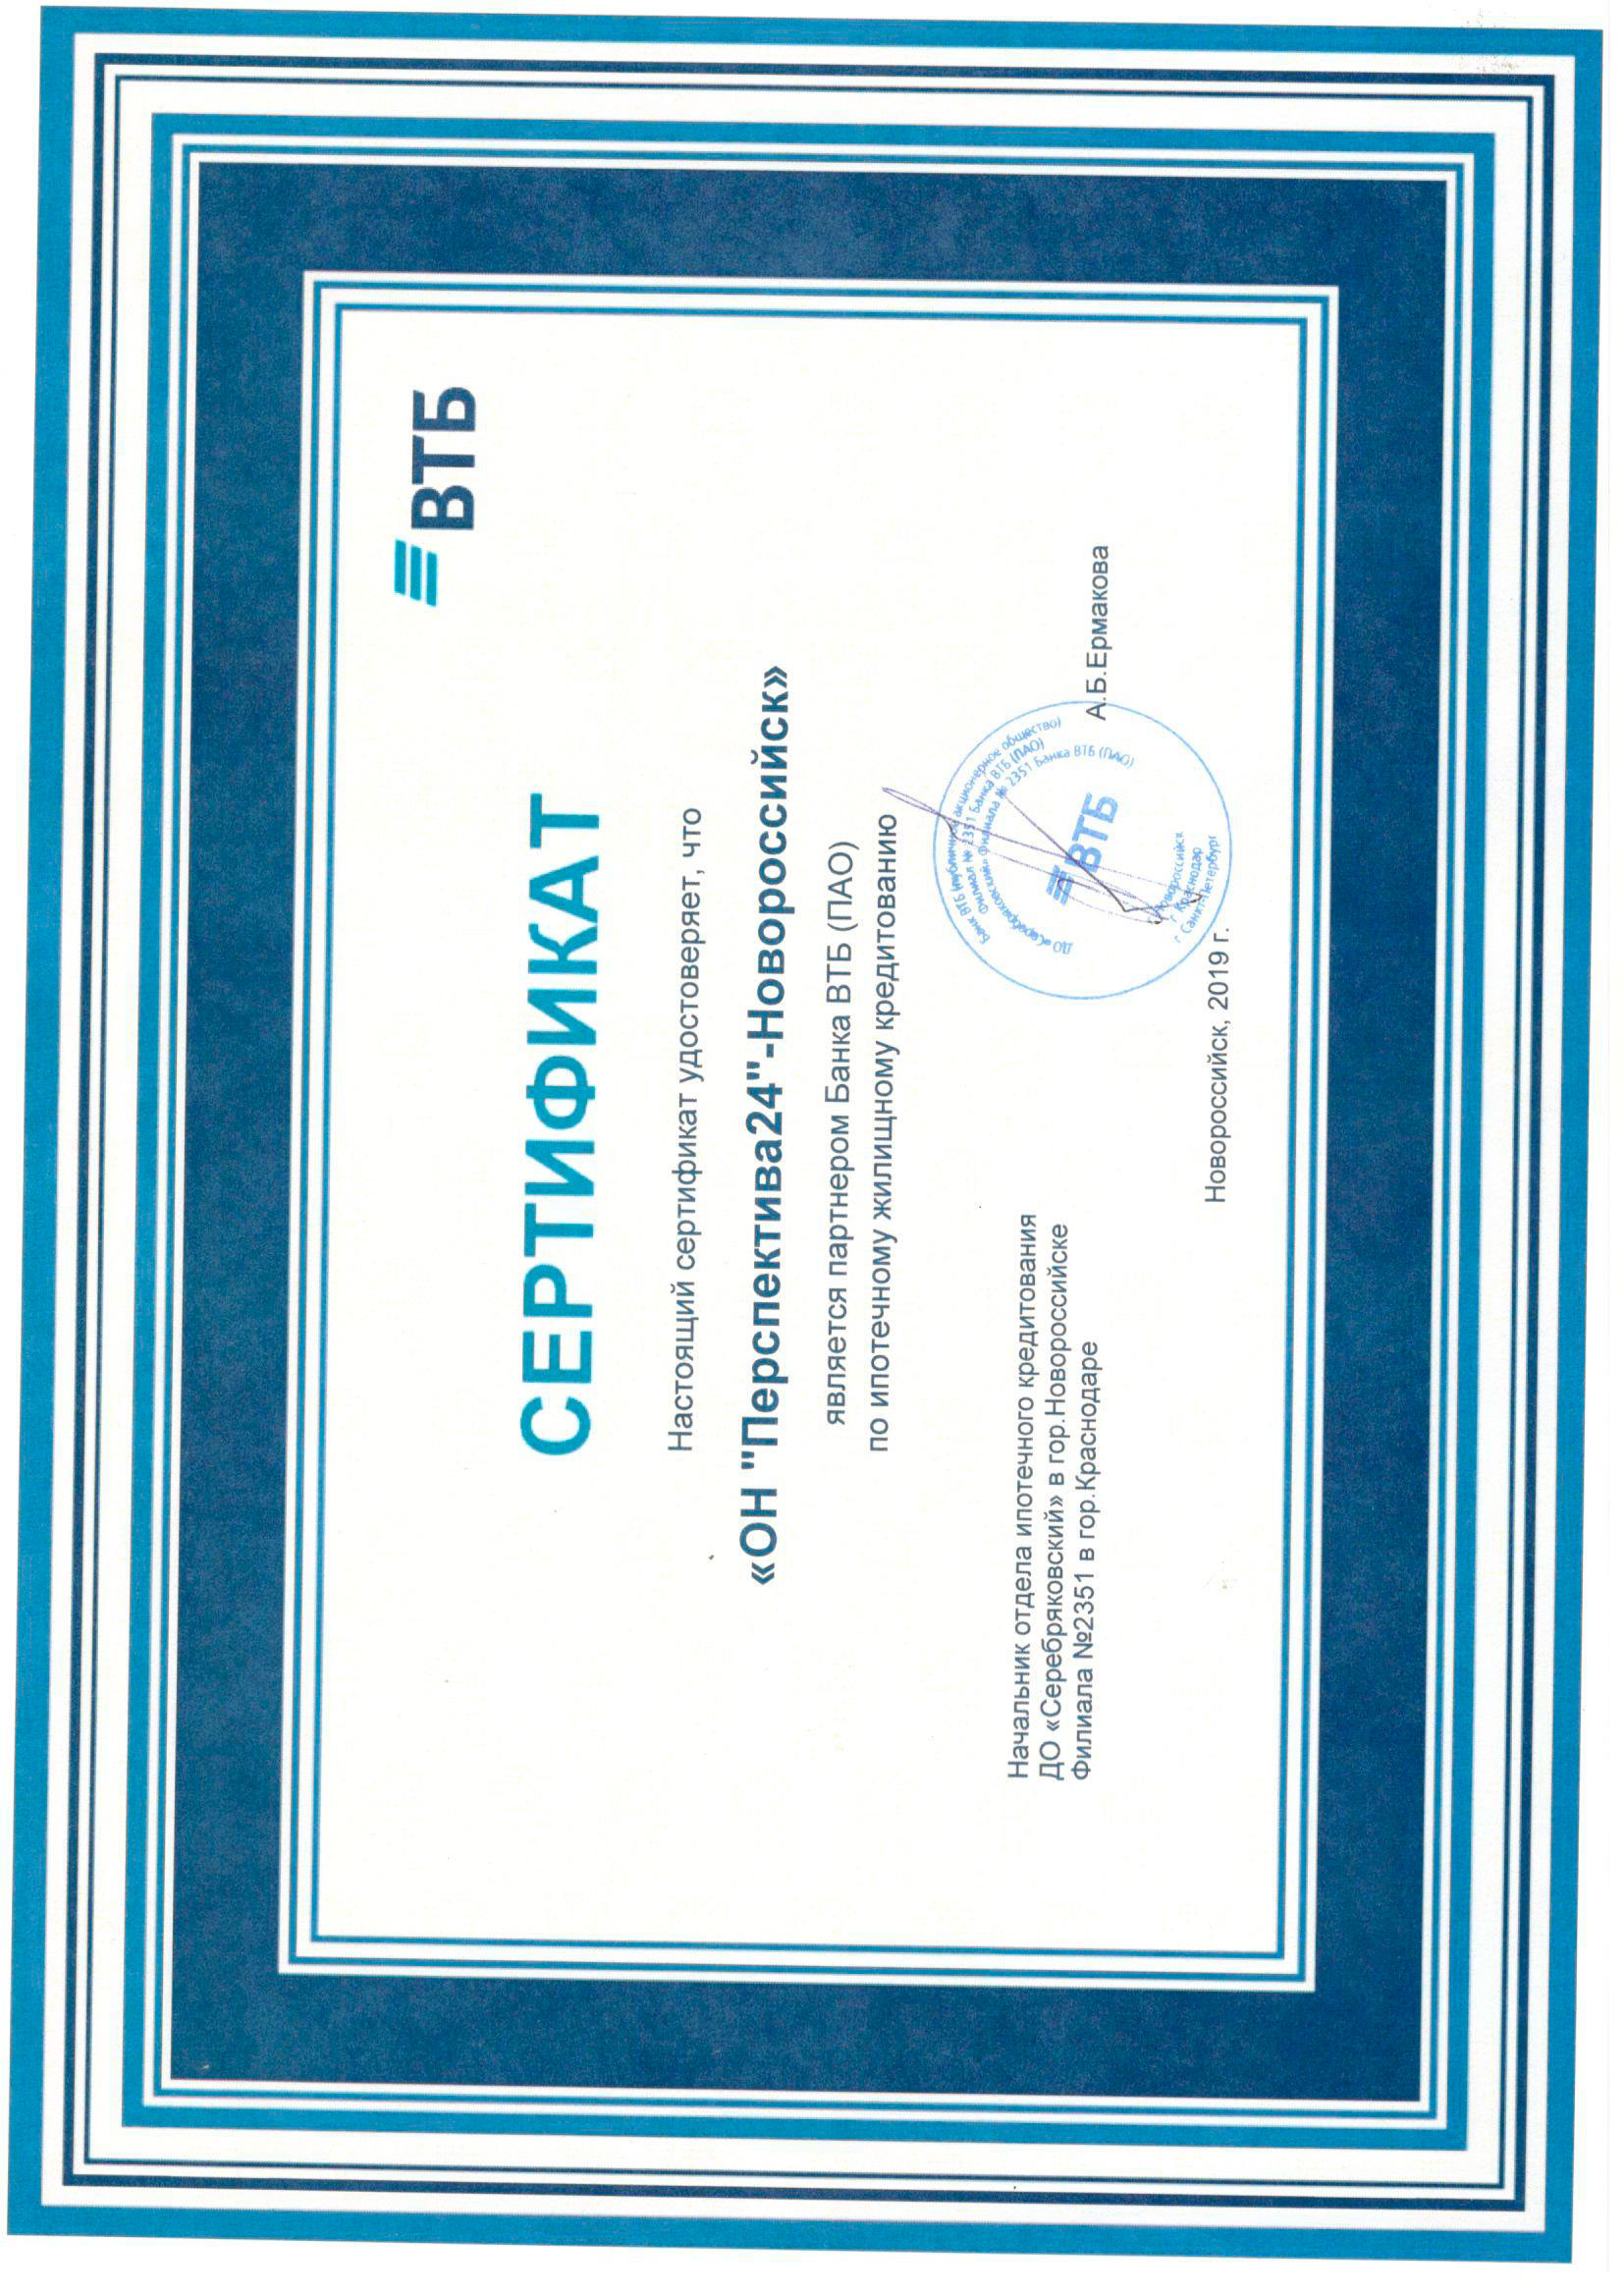 ВТБ
СЕРТИФИКАТ
Настоящий сертификат удостоверяет, что
«ОН "Перспектива24"-Новороссийск»
является партнером Банка ВТБ (ПАО)
по ипотечному жилищному кредитованию
Начальник отдела ипотечного кредитования
ДО «Серебряковский» в гор.Новороссийске
Филиала №2351 в гор.Краснодаре
А.Б.Ермакова
Банк ВТБ (публичное акционерное общество)
Филиал № 2351 Банка ВТБ (ПАО)
ДО «Серебряковский» Филиала № 2351 Банка ВТБ (ПАО)
ВТБ
г. Новороссийск
г. Краснодар
г. Санкт-Петербург
Новороссийск, 2019 г.